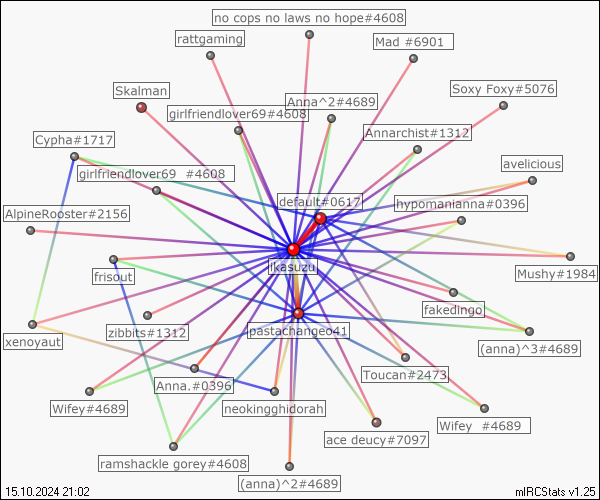 no cops no laws no hope#4608
rattgaming
Mad #6901
Skalman
Soxy Foxy#5076
Anna^2#4689
girlfriendlover69#4608
Annarchist#1312
Cypha#1717
avelicious
girlfriendlover69 #4608
default#0617
hypomanianna#0396
AlpineRooster#2156
ikasuzu
Mushy#1984
frisout
fakedingo
pastachangeo41
zibbits#1312
xenoyaut
(anna)^3#4689
Toucan#2473
Anna.#0396
Wifey#4689
neokingghidorah
Wifey #4689
ace deucy#7097
ramshackle gorey#4608
(anna)^2#4689
15.10.2024 21:02
mIRCStats v1.25